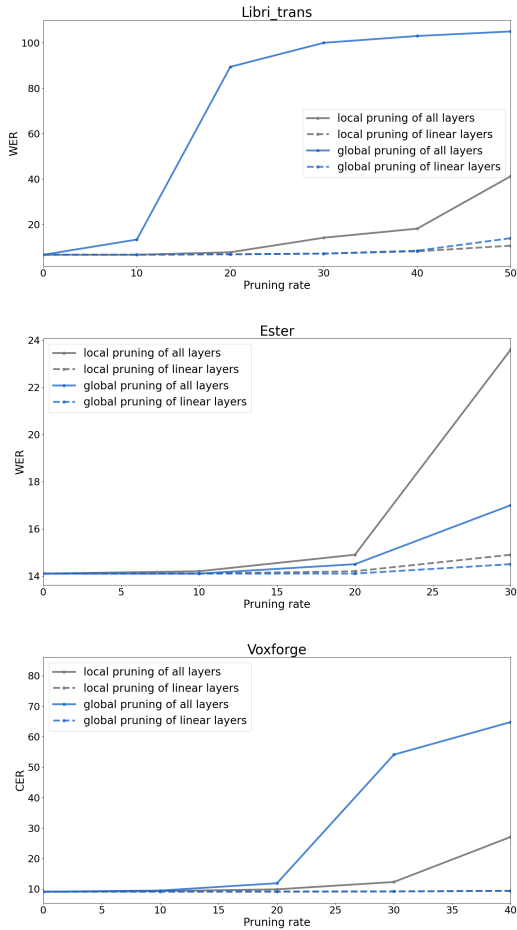 Libri_trans
100
80
60
40
20
WER
local pruning of all layers
local pruning of linear layers
global pruning of all layers
global pruning of linear layers
0 10 20 30 40 50
Pruning rate
Ester
24
22
20
18
16
14
WER
local pruning of all layers
local pruning of linear layers
global pruning of all layers
global pruning of linear layers
0 5 10 15 20 25 30
Pruning rate
Voxforge
80
70
60
50
40
30
20
10
CER
local pruning of all layers
local pruning of linear layers
global pruning of all layers
global pruning of linear layers
0 5 10 15 20 25 30 35 40
Pruning rate